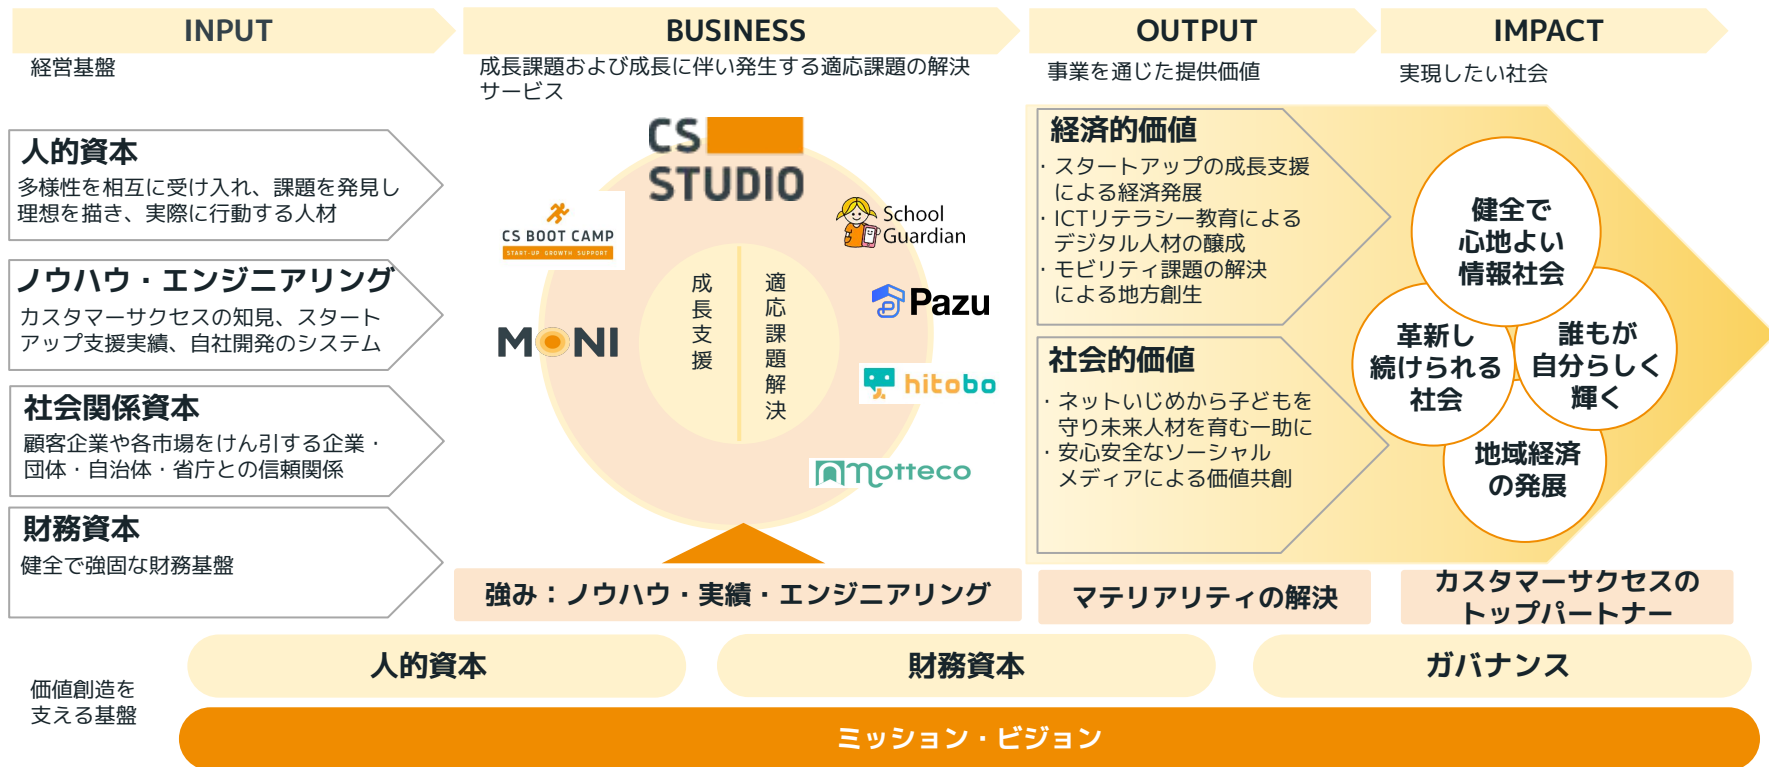 INPUT
経営基盤
人的資本
多様性を相互に受け入れ、課題を発見し
理想を描き、実際に行動する人材
ノウハウ・エンジニアリング
カスタマーサクセスの知見、スタート
アップ支援実績、自社開発のシステム
社会関係資本
顧客企業や各市場をけん引する企業・
団体・自治体・省庁との信頼関係
財務資本
健全で強固な財務基盤
BUSINESS
成長課題および成長に伴い発生する適応課題の解決
サービス
CS
STUDIO
CS BOOT CAMP
START-UP GROWTH SUPPORT
MONI
成長支援
適応課題解決
School
Guardian
Pazu
hitobo
motteco
強み：ノウハウ・実績・エンジニアリング
OUTPUT
事業を通じた提供価値
経済的価値
・スタートアップの成長支援
による経済発展
・ICTリテラシー教育による
デジタル人材の醸成
・モビリティ課題の解決
による地方創生
社会的価値
・ネットいじめから子どもを
守り未来人材を育む一助に
・安心安全なソーシャル
メディアによる価値共創
マテリアリティの解決
IMPACT
実現したい社会
健全で
心地よい
情報社会
革新し
続けられる
社会
誰もが
自分らしく
輝く
地域経済
の発展
カスタマーサクセスの
トップパートナー
価値創造を
支える基盤
人的資本
財務資本
ガバナンス
ミッション・ビジョン